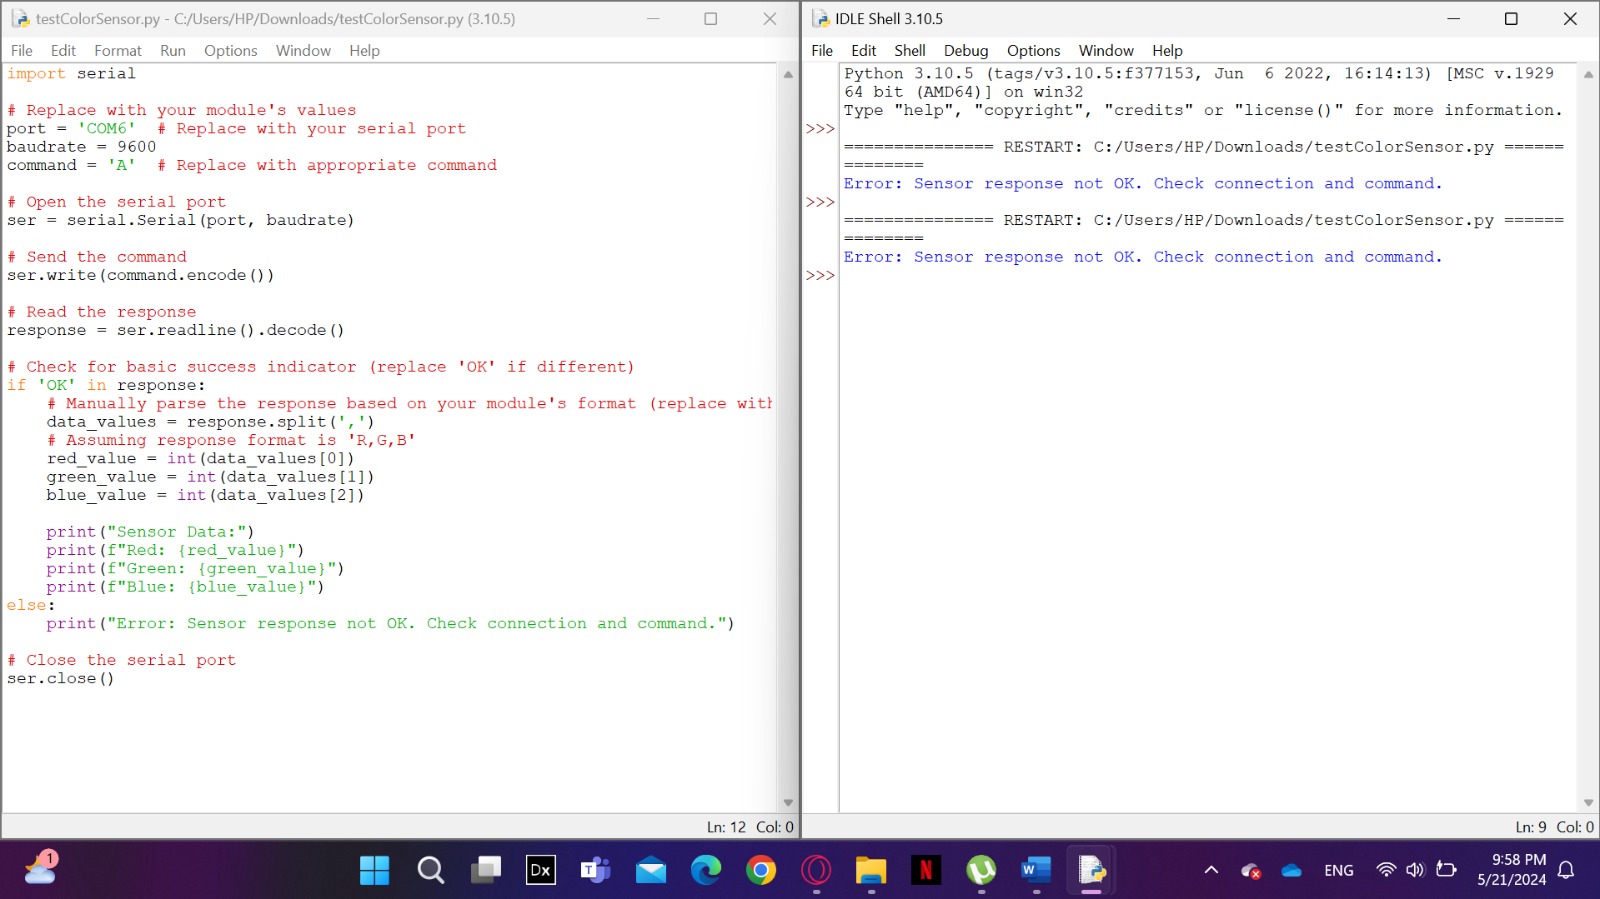 testColorSensor.py - C:/Users/HP/Downloads/testColorSensor.py (3.10.5)
File Edit Format Run Options Window Help
import serial
# Replace with your module's values
port = 'COM6'  # Replace with your serial port
baudrate = 9600
command = 'A'  # Replace with appropriate command
# Open the serial port
ser = serial.Serial(port, baudrate)
# Send the command
ser.write(command.encode())
# Read the response
response = ser.readline().decode()
# Check for basic success indicator (replace 'OK' if different)
if 'OK' in response:
    # Manually parse the response based on your module's format (replace with
    data_values = response.split(',')
    # Assuming response format is 'R,G,B'
    red_value = int(data_values[0])
    green_value = int(data_values[1])
    blue_value = int(data_values[2])
    print("Sensor Data:")
    print(f"Red: {red_value}")
    print(f"Green: {green_value}")
    print(f"Blue: {blue_value}")
else:
    print("Error: Sensor response not OK. Check connection and command.")
# Close the serial port
ser.close()
Ln: 12 Col: 0
IDLE Shell 3.10.5
File Edit Shell Debug Options Window Help
Python 3.10.5 (tags/v3.10.5:f377153, Jun  6 2022, 16:14:13) [MSC v.1929
64 bit (AMD64)] on win32
Type "help", "copyright", "credits" or "license()" for more information.
>>>
=============== RESTART: C:/Users/HP/Downloads/testColorSensor.py ======
========
Error: Sensor response not OK. Check connection and command.
>>>
=============== RESTART: C:/Users/HP/Downloads/testColorSensor.py ======
========
Error: Sensor response not OK. Check connection and command.
>>>
Ln: 9 Col: 0
1
Dx
T
N
W
ENG
9:58 PM
5/21/2024